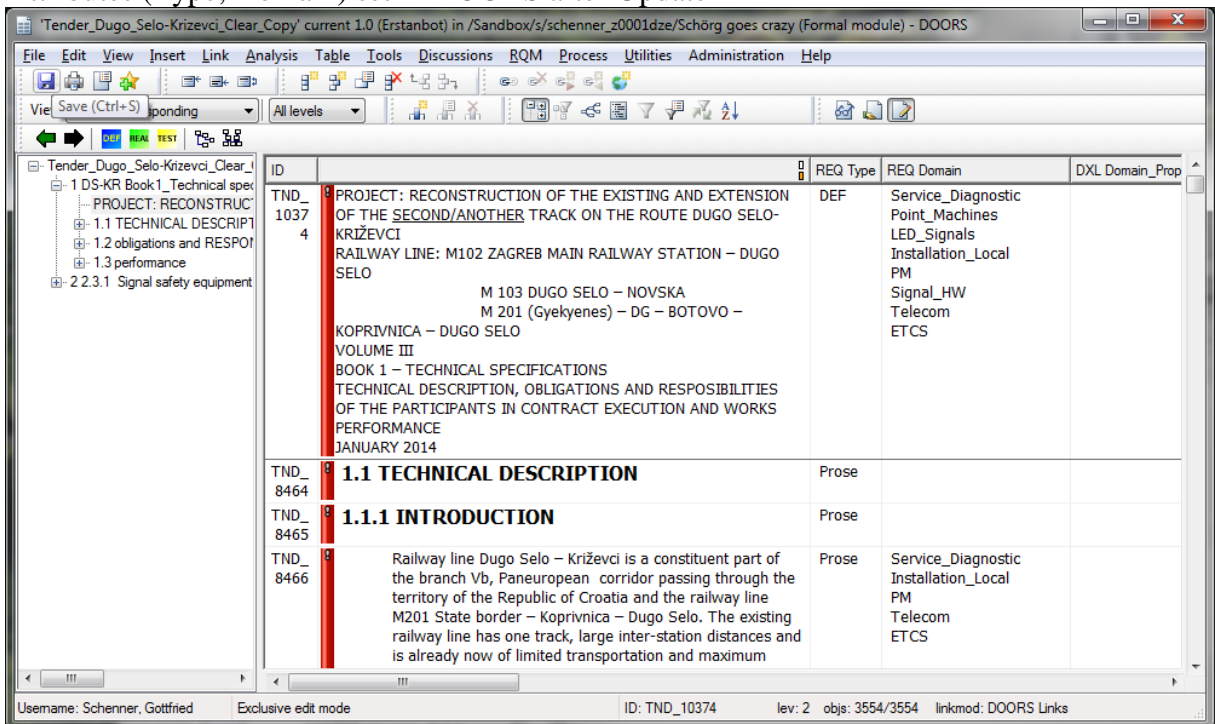 'Tender_Dugo_Selo-Krizevci_Clear_Copy' current 1.0 (Erstanbot) in /Sandbox/s/schenner_z0001dze/Schörg goes crazy (Formal module) - DOORS
File Edit View Insert Link Analysis Table Tools Discussions RQM Process Utilities Administration Help
Save (Ctrl+S)
All levels
DEF REAL TEST
Tender_Dugo_Selo-Krizevci_Clear_
1 DS-KR Book1_Technical spec
PROJECT: RECONSTRUC
1.1 TECHNICAL DESCRIPT
1.2 obligations and RESPON
1.3 performance
2 2.3.1 Signal safety equipment
ID REQ Type REQ Domain DXL Domain_Prop
TND_
1037
4
PROJECT: RECONSTRUCTION OF THE EXISTING AND EXTENSION
OF THE SECOND/ANOTHER TRACK ON THE ROUTE DUGO SELO-
KRIŽEVCI
RAILWAY LINE: M102 ZAGREB MAIN RAILWAY STATION – DUGO
SELO
M 103 DUGO SELO – NOVSKA
M 201 (Gyekyenes) – DG – BOTOVO –
KOPRIVNICA – DUGO SELO
VOLUME III
BOOK 1 – TECHNICAL SPECIFICATIONS
TECHNICAL DESCRIPTION, OBLIGATIONS AND RESPOSIBILITIES
OF THE PARTICIPANTS IN CONTRACT EXECUTION AND WORKS
PERFORMANCE
JANUARY 2014
DEF
Service_Diagnostic
Point_Machines
LED_Signals
Installation_Local
PM
Signal_HW
Telecom
ETCS
TND_
8464
1.1 TECHNICAL DESCRIPTION
Prose
TND_
8465
1.1.1 INTRODUCTION
Prose
TND_
8466
Railway line Dugo Selo – Križevci is a constituent part of
the branch Vb, Paneuropean corridor passing through the
territory of the Republic of Croatia and the railway line
M201 State border – Koprivnica – Dugo Selo. The existing
railway line has one track, large inter-station distances and
is already now of limited transportation and maximum
Prose
Service_Diagnostic
Installation_Local
PM
Telecom
ETCS
Username: Schenner, Gottfried Exclusive edit mode ID: TND_10374 lev: 2 objs: 3554/3554 linkmod: DOORS Links